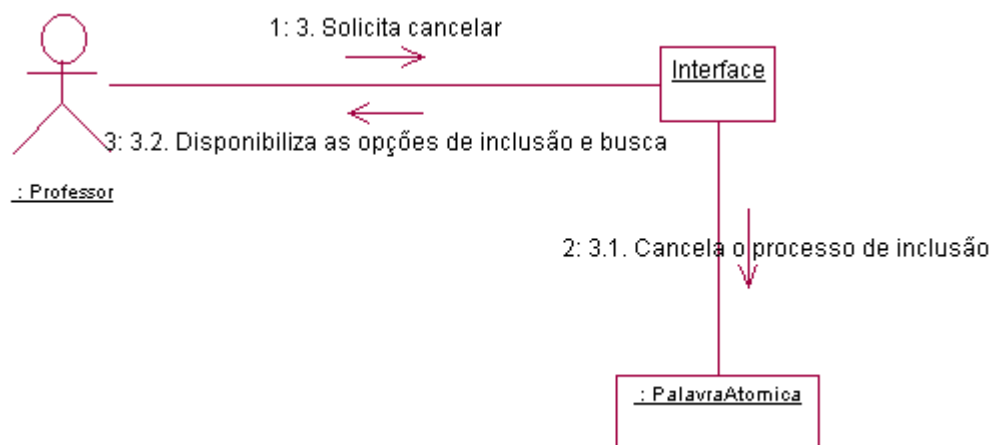 1: 3. Solicita cancelar
Interface
3: 3.2. Disponibiliza as opções de inclusão e busca
: Professor
2: 3.1. Cancela o processo de inclusão
: PalavraAtomica